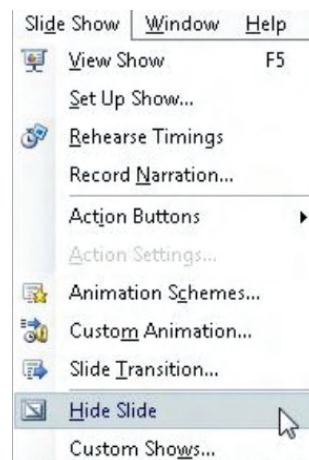 Slide Show Window Help
View Show F5
Set Up Show...
Rehearse Timings
Record Narration...
Action Buttons
Action Settings...
Animation Schemes...
Custom Animation...
Slide Transition...
Hide Slide
Custom Shows...